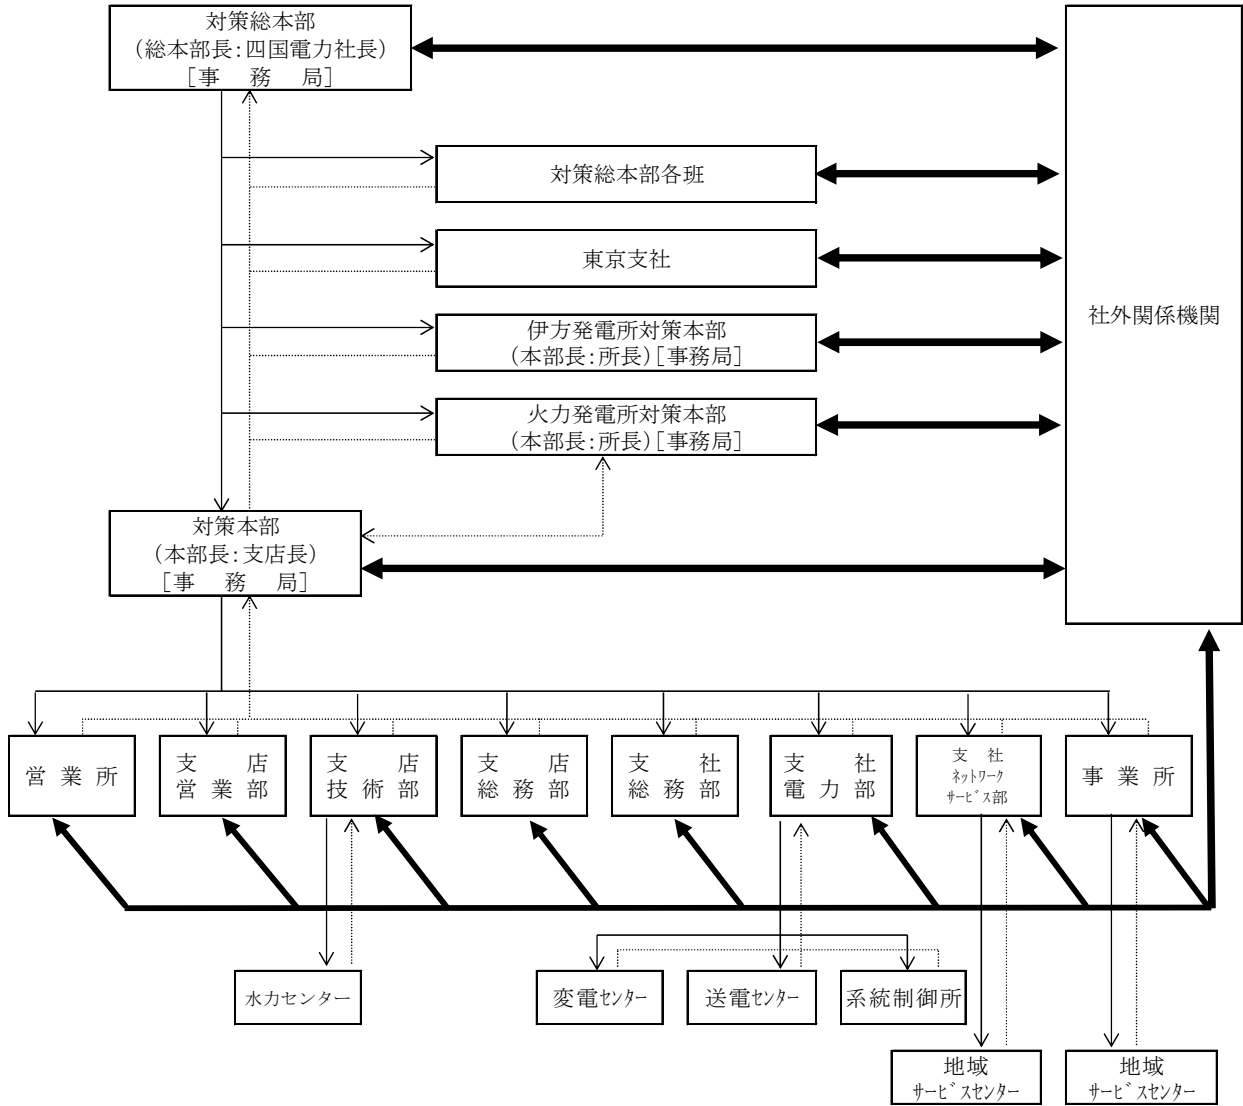 対策総本部
（総本部長：四国電力社長）
［事　務　局］
対策総本部各班
東京支社
社外関係機関
伊方発電所対策本部
（本部長：所長）［事務局］
火力発電所対策本部
（本部長：所長）［事務局］
対策本部
（本部長：支店長）
［事　務　局］
営業所
支　　店
営業部
支　　店
技術部
支　　店
総務部
支　　社
総務部
支　　社
電力部
支　社
ﾈｯﾄﾜｰｸ
ｻｰﾋﾞｽ部
事業所
水力センター
変電ｾﾝﾀｰ
送電ｾﾝﾀｰ
系統制御所
地域
ｻｰﾋﾞｽｾﾝﾀｰ
地域
ｻｰﾋﾞｽｾﾝﾀｰ